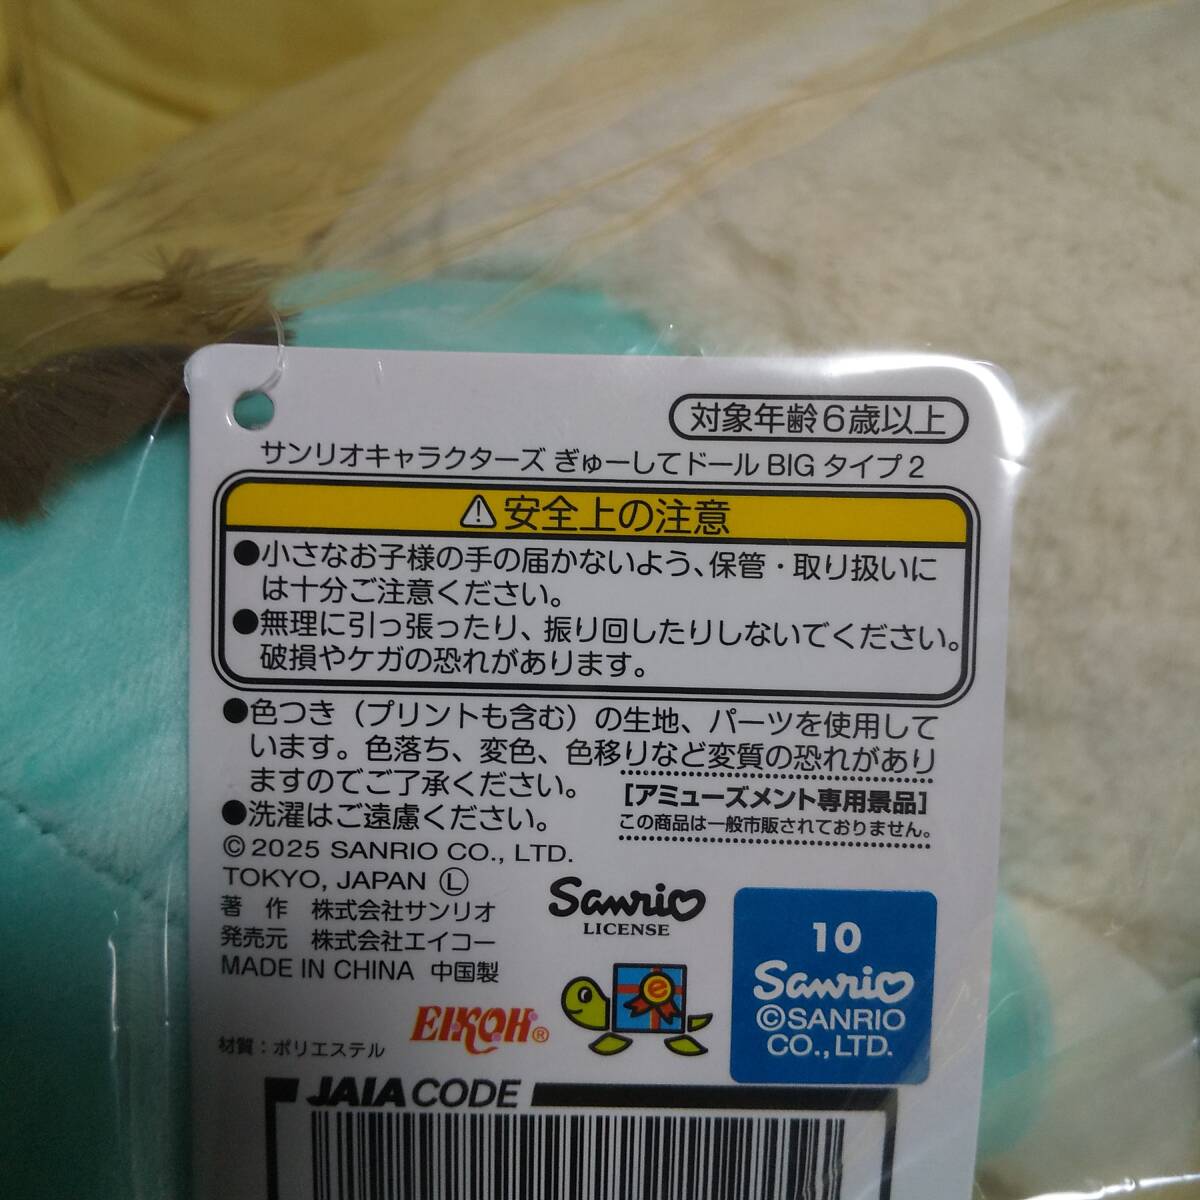 対象年齢6歳以上
サンリオキャラクターズ ぎゅーしてドール BIG タイプ2
⚠安全上の注意
●小さなお子様の手の届かないよう、保管・取り扱いに
は十分ご注意ください。
●無理に引っ張ったり、振り回したりしないでください。
破損やケガの恐れがあります。
●色つき（プリントも含む）の生地、パーツを使用して
います。色落ち、変色、色移りなど変質の恐れがあり
ますのでご了承ください。
●洗濯はご遠慮ください。
[アミューズメント専用景品]
この商品は一般市販されておりません。
©2025 SANRIO CO., LTD.
TOKYO, JAPAN Ⓛ
著 作 株式会社サンリオ
発売元 株式会社エイコー
MADE IN CHINA 中国製
Sanrio
LICENSE
e
EIKOH®
材質：ポリエステル
10
Sanrio
©SANRIO
CO., LTD.
JAIA CODE